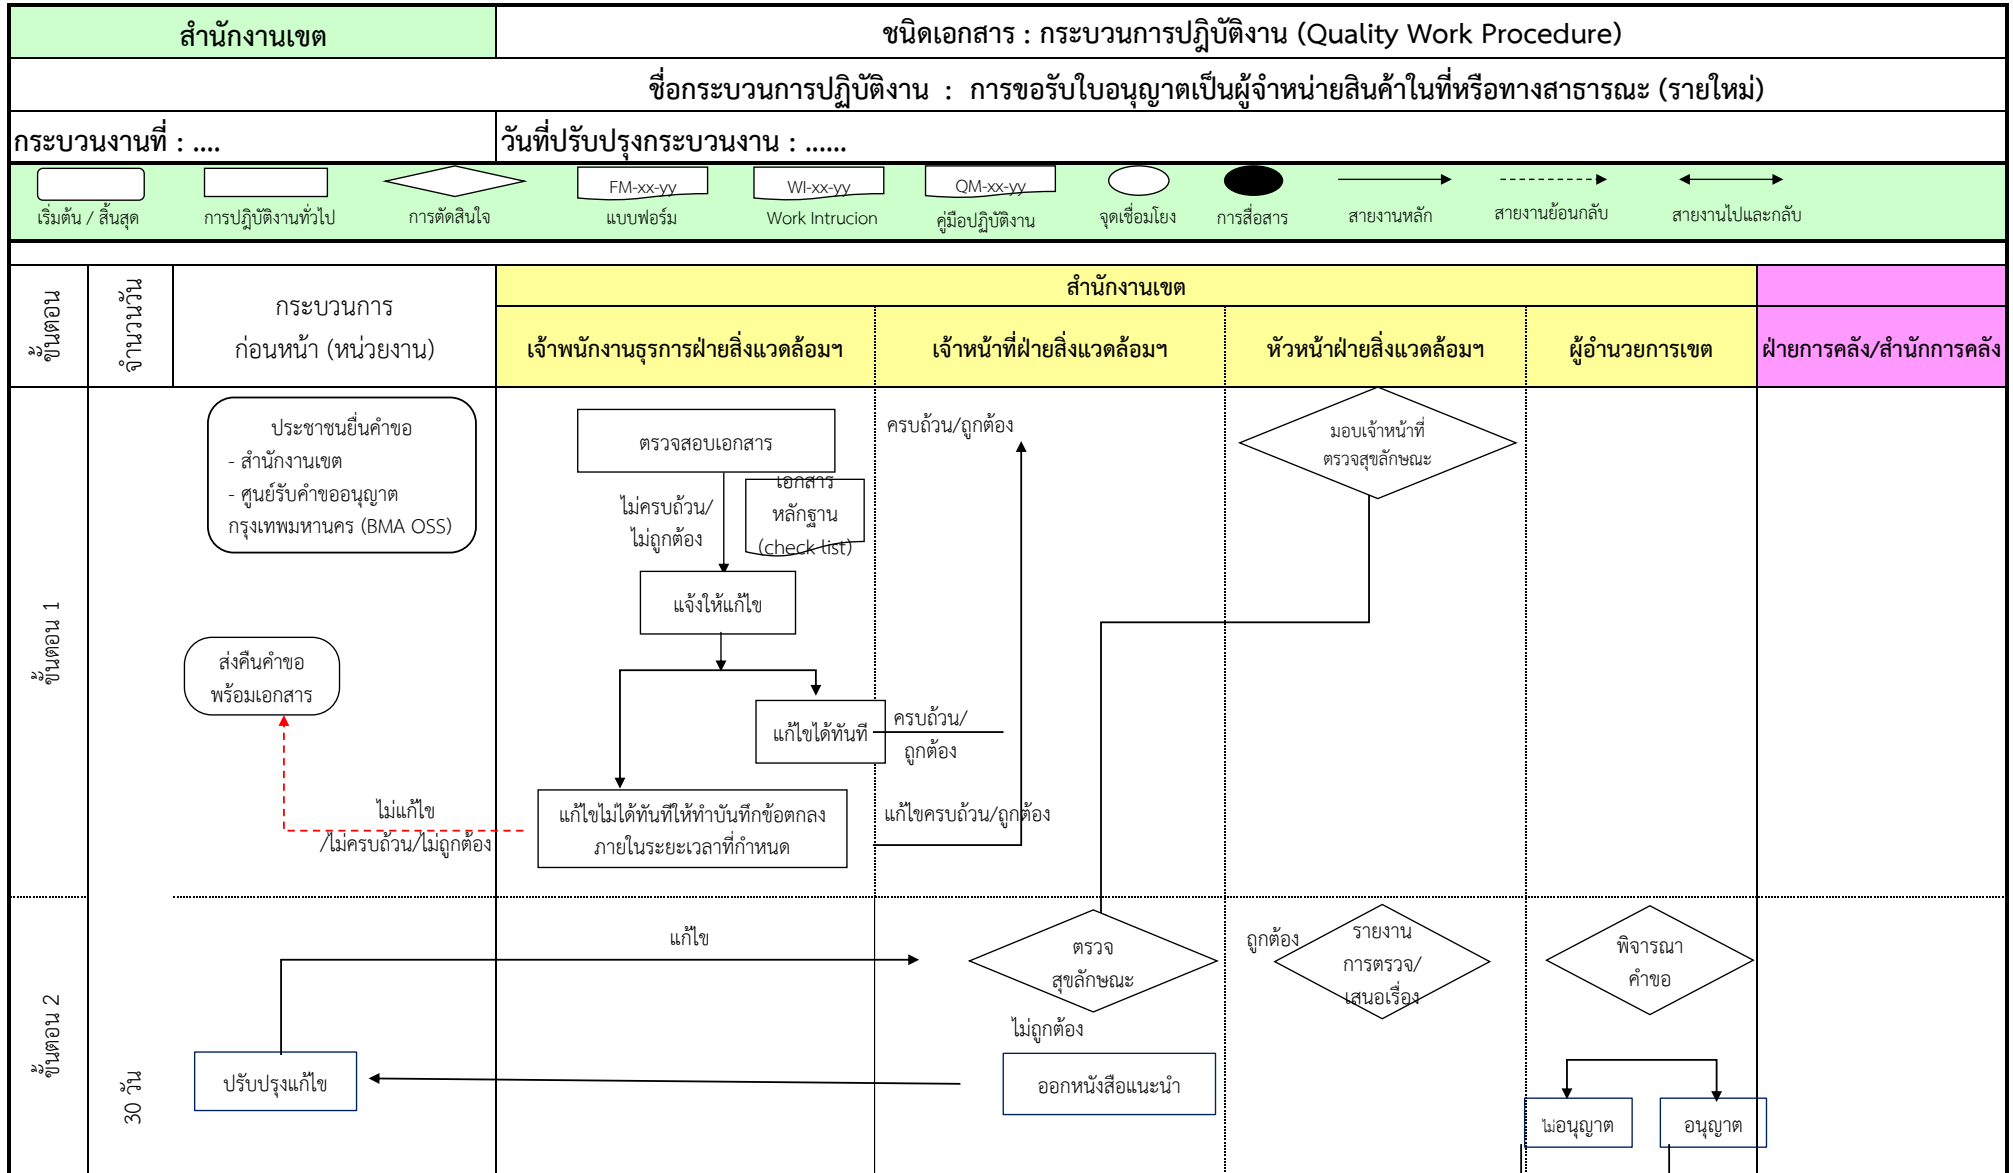 สำนักงานเขต
ชนิดเอกสาร : กระบวนการปฎิบัติงาน (Quality Work Procedure)
ชื่อกระบวนการปฏิบัติงาน : การขอรับใบอนุญาตเป็นผู้จำหน่ายสินค้าในที่หรือทางสาธารณะ (รายใหม่)
กระบวนงานที่ : ....
วันที่ปรับปรุงกระบวนงาน : ......
FM-xx-yy
WI-xx-yy
QM-xx-yy
เริ่มต้น / สิ้นสุด
การปฎิบัติงานทั่วไป
การตัดสินใจ
แบบฟอร์ม
Work Intrucion
คู่มือปฏิบัติงาน
จุดเชื่อมโยง
การสื่อสาร
สายงานหลัก
สายงานย้อนกลับ
สายงานไปและกลับ
ขั้นตอน
จำนวนวัน
กระบวนการ
ก่อนหน้า (หน่วยงาน)
สำนักงานเขต
เจ้าพนักงานธุรการฝ่ายสิ่งแวดล้อมฯ
เจ้าหน้าที่ฝ่ายสิ่งแวดล้อมฯ
หัวหน้าฝ่ายสิ่งแวดล้อมฯ
ผู้อำนวยการเขต
ฝ่ายการคลัง/สำนักการคลัง
ขั้นตอน 1
ประชาชนยื่นคำขอ
- สำนักงานเขต
- ศูนย์รับคำขออนุญาต
กรุงเทพมหานคร (BMA OSS)
ตรวจสอบเอกสาร
ครบถ้วน/ถูกต้อง
มอบเจ้าหน้าที่
ตรวจสุขลักษณะ
ไม่ครบถ้วน/
ไม่ถูกต้อง
เอกสาร
หลักฐาน
(check list)
แจ้งให้แก้ไข
ส่งคืนคำขอ
พร้อมเอกสาร
แก้ไขได้ทันที
ครบถ้วน/
ถูกต้อง
ไม่แก้ไข
/ไม่ครบถ้วน/ไม่ถูกต้อง
แก้ไขไม่ได้ทันทีให้ทำบันทึกข้อตกลง
ภายในระยะเวลาที่กำหนด
แก้ไขครบถ้วน/ถูกต้อง
ขั้นตอน 2
30 วัน
แก้ไข
ตรวจ
สุขลักษณะ
ถูกต้อง
รายงาน
การตรวจ/
เสนอเรื่อง
พิจารณา
คำขอ
ไม่ถูกต้อง
ปรับปรุงแก้ไข
ออกหนังสือแนะนำ
ไม่อนุญาต
อนุญาต